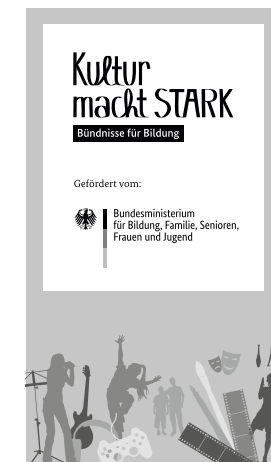 Kultur
macht STARK
Bündnisse für Bildung
Gefördert vom:
Bundesministerium
für Bildung, Familie, Senioren,
Frauen und Jugend